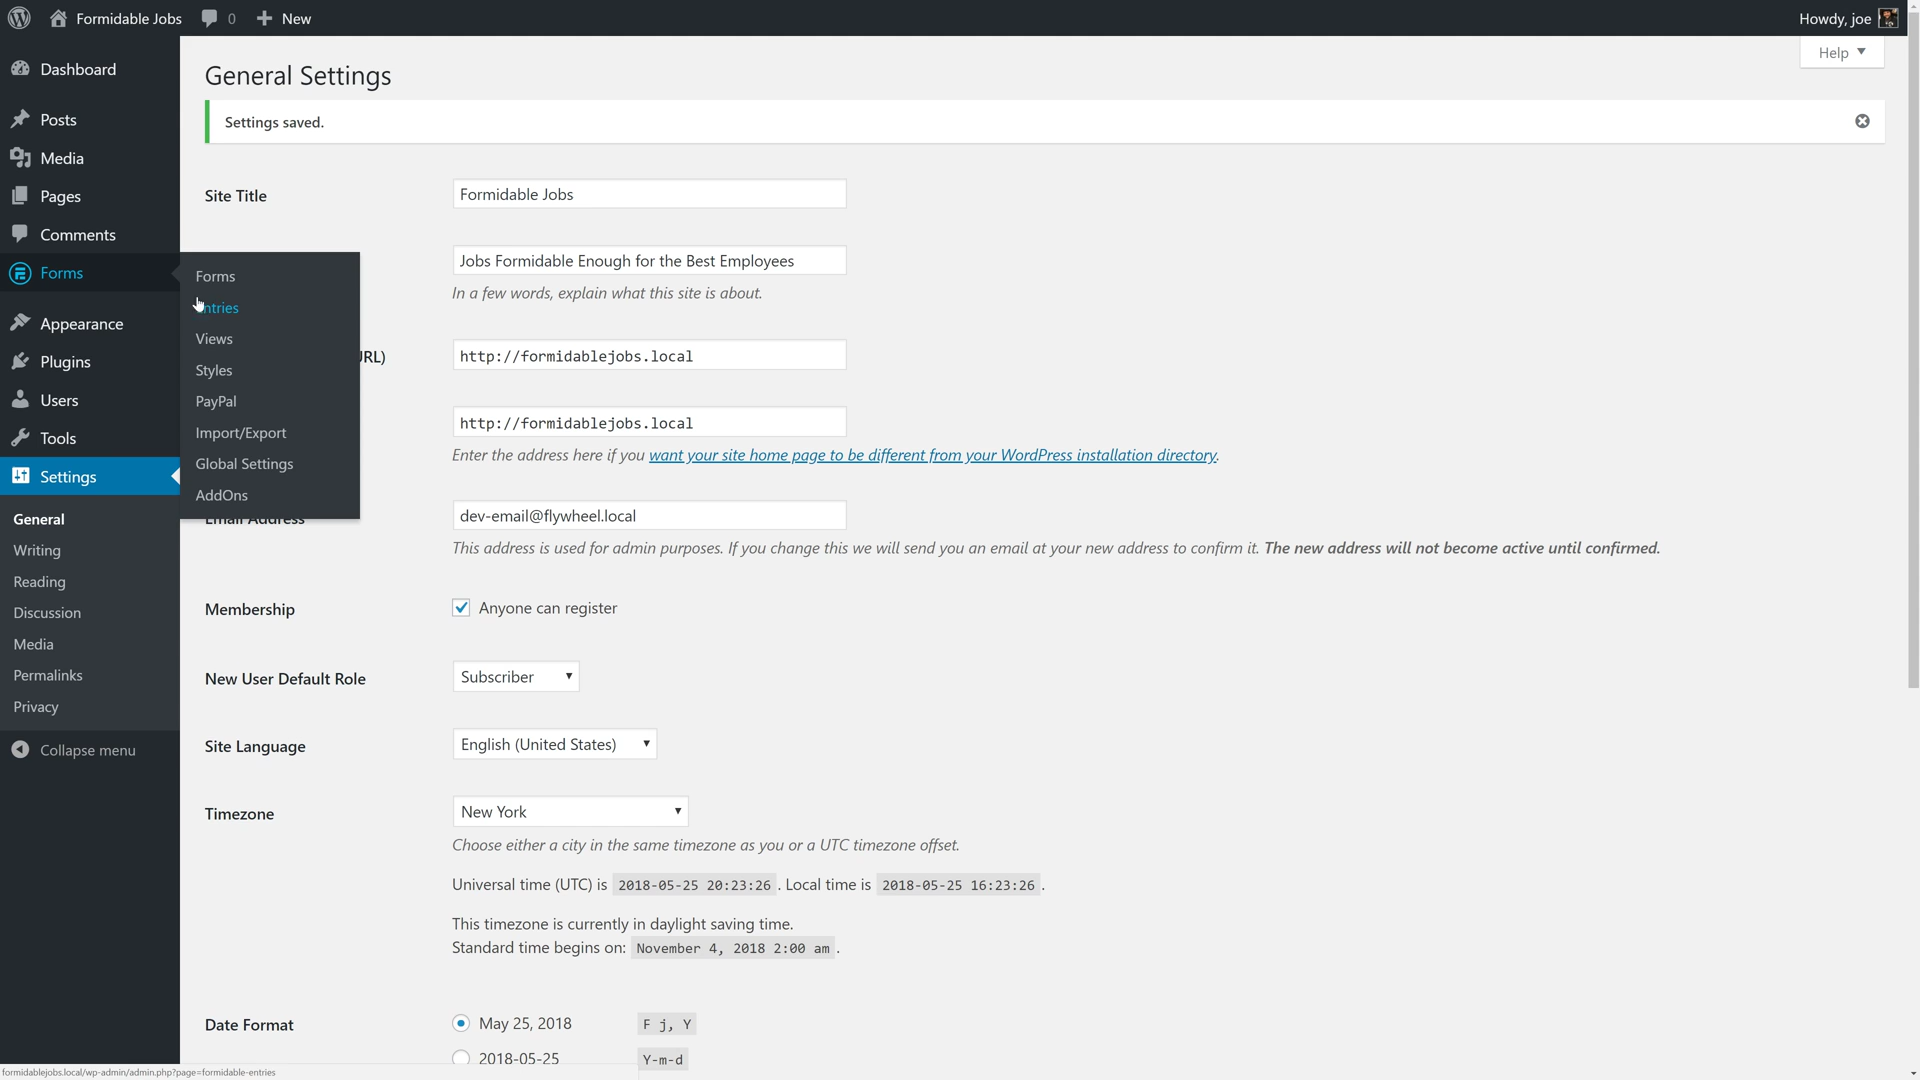 Formidable Jobs
0
New
Howdy, joe
Help
Dashboard
Posts
Media
Pages
Comments
Forms
Appearance
Plugins
Users
Tools
Settings
General
Writing
Reading
Discussion
Media
Permalinks
Privacy
Collapse menu
Forms
Views
Styles
PayPal
Import/Export
Global Settings
AddOns
General Settings
Settings saved.
Site Title
Formidable Jobs
Jobs Formidable Enough for the Best Employees
In a few words, explain what this site is about.
http://formidablejobs.local
http://formidablejobs.local
Enter the address here if you want your site home page to be different from your WordPress installation directory.
Email Address
dev-email@flywheel.local
This address is used for admin purposes. If you change this we will send you an email at your new address to confirm it. The new address will not become active until confirmed.
Membership
Anyone can register
New User Default Role
Subscriber
Site Language
English (United States)
Timezone
New York
Choose either a city in the same timezone as you or a UTC timezone offset.
Universal time (UTC) is 2018-05-25 20:23:26 . Local time is 2018-05-25 16:23:26 .
This timezone is currently in daylight saving time.
Standard time begins on: November 4, 2018 2:00 am .
Date Format
May 25, 2018 F j, Y
2018-05-25 Y-m-d
formidablejobs.local/wp-admin/admin.php?page=formidable-entries